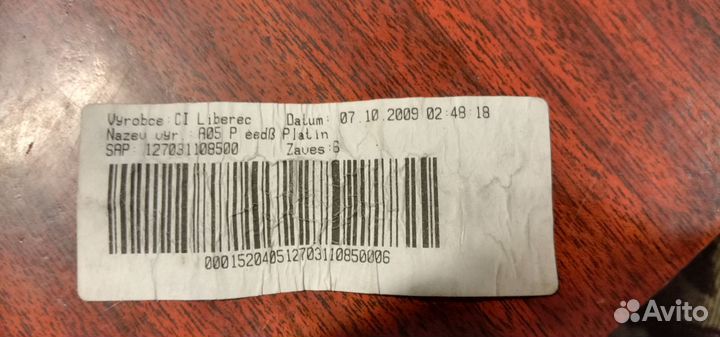 Vyrobce:CI Liberec Datum: 07.10.2009 02:48:18
Nazev vyr.: A05 P eedß Platin
SAP: 127031108500 Zaves:6
000152040512703110850006
Avito